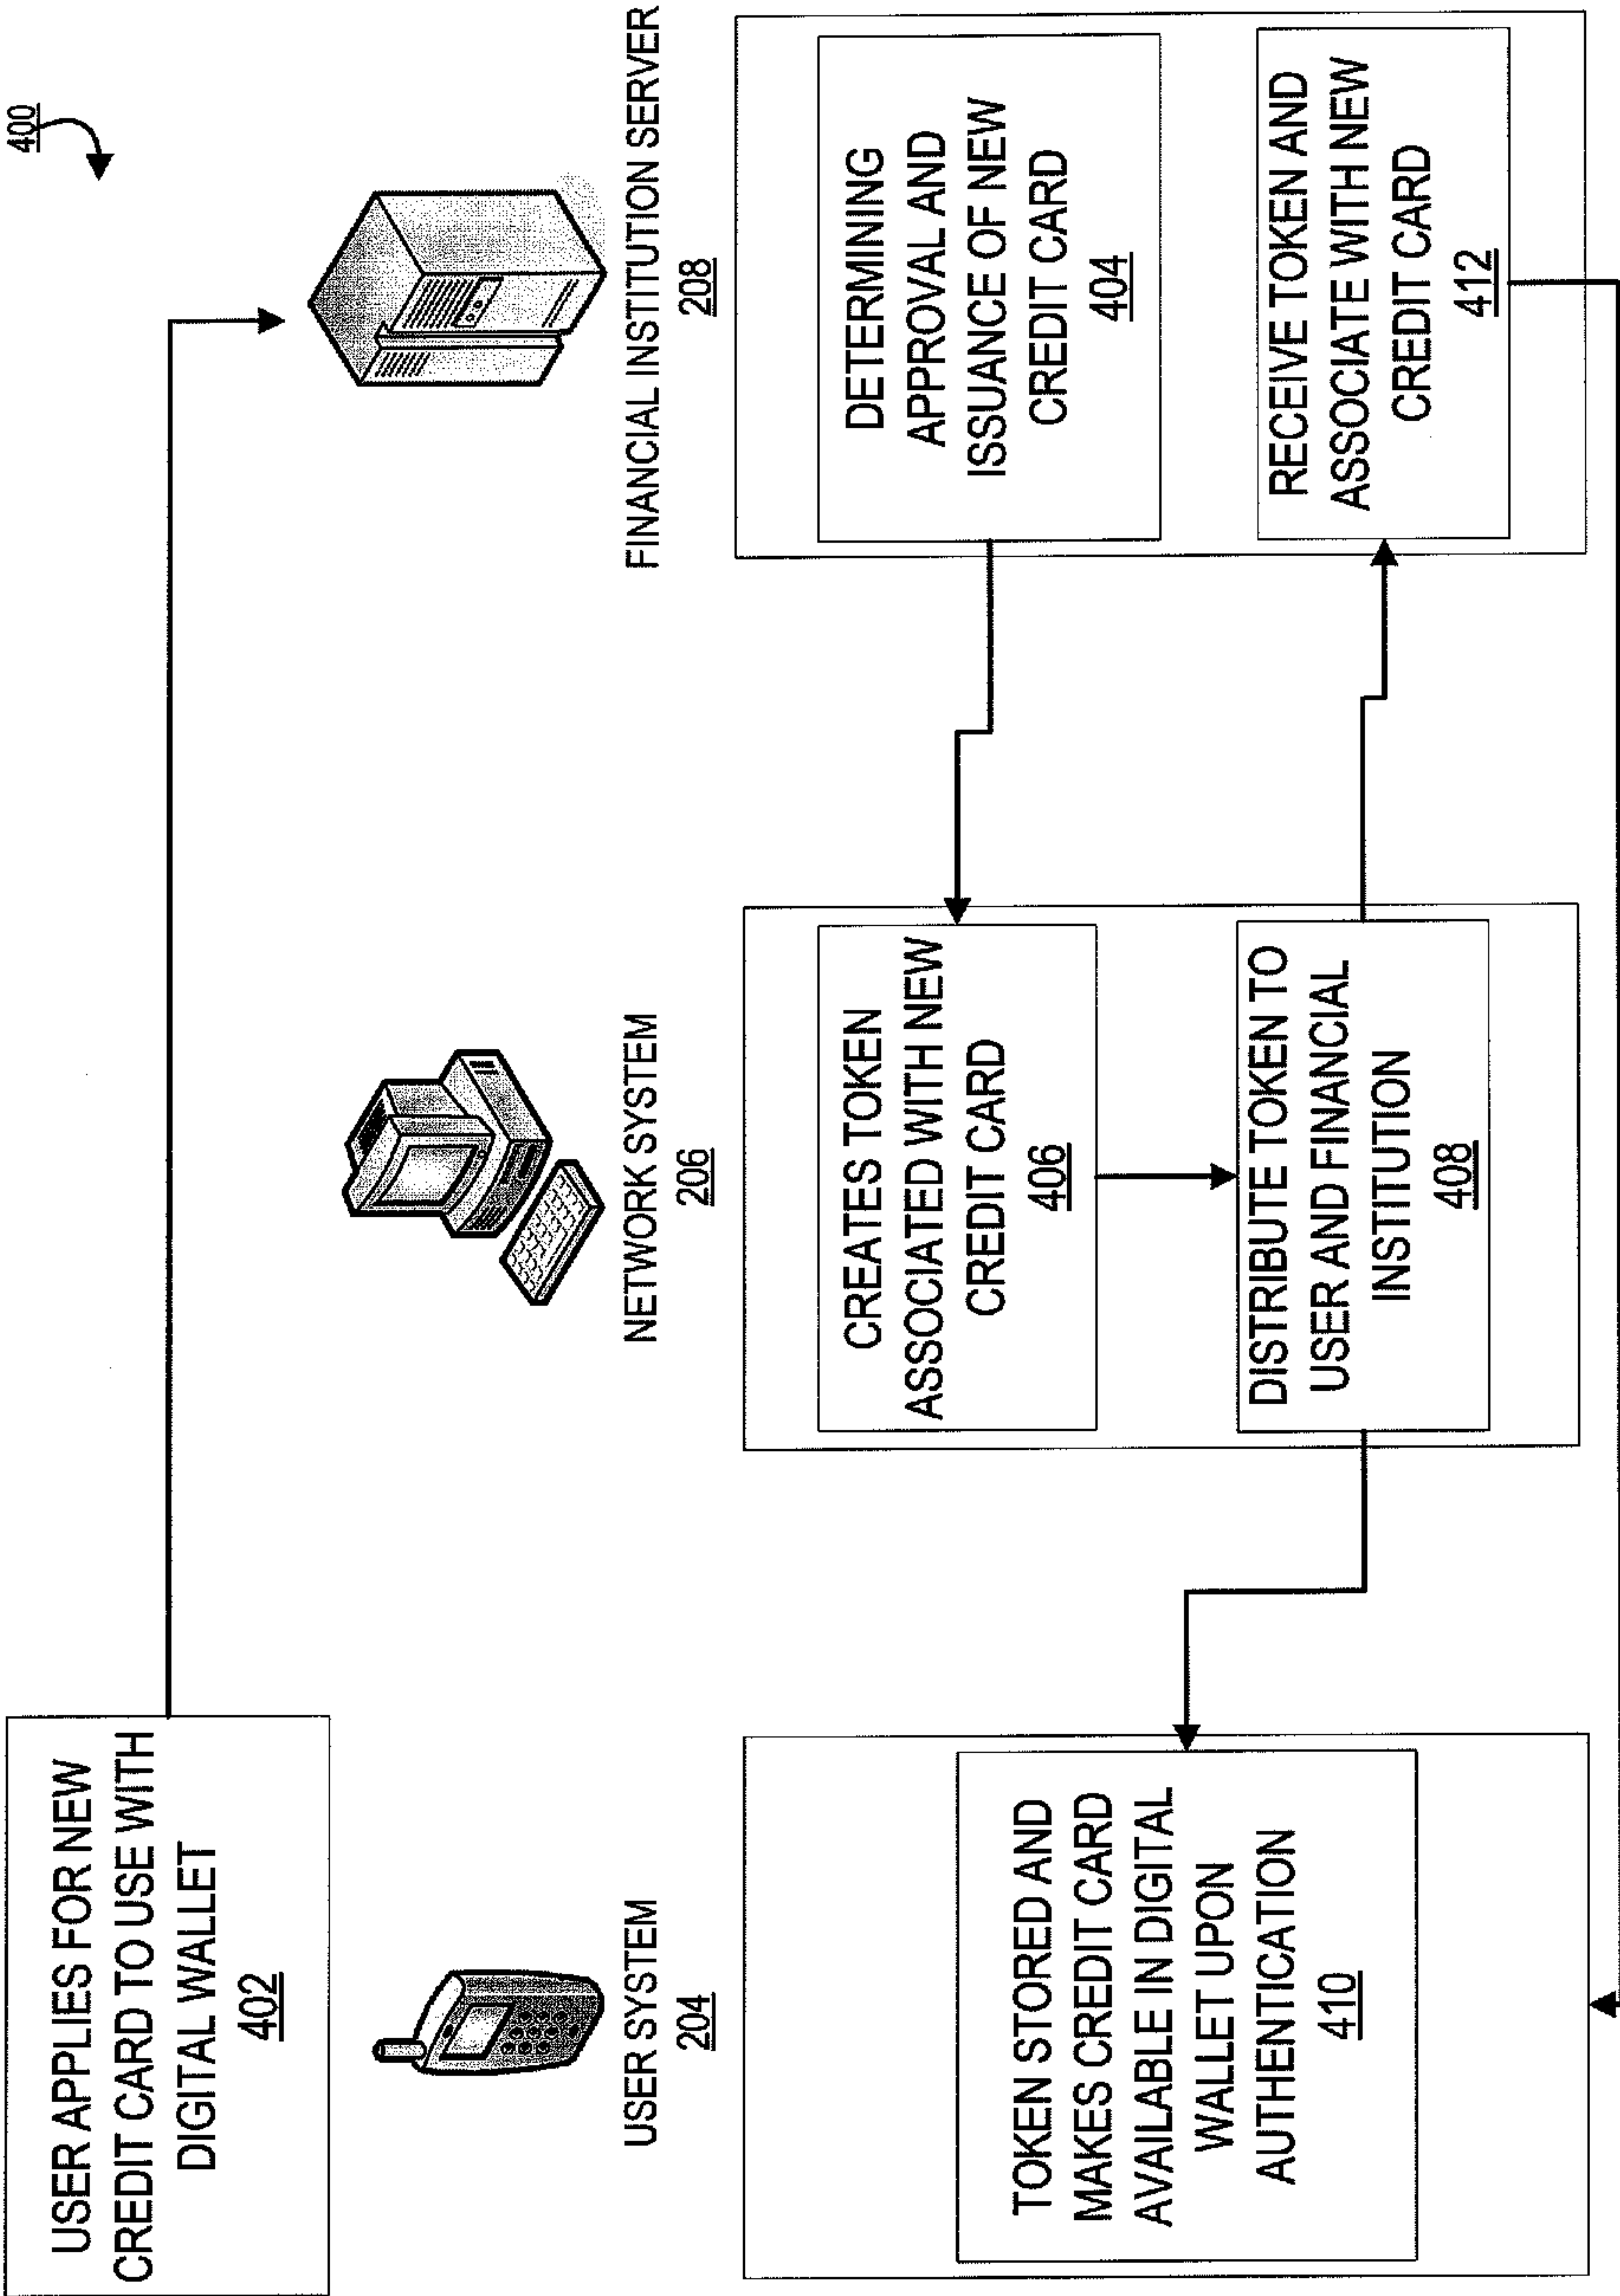 400
USER APPLIES FOR NEW
CREDIT CARD TO USE WITH
DIGITAL WALLET
402
USER SYSTEM
204
NETWORK SYSTEM
206
FINANCIAL INSTITUTION SERVER
208
TOKEN STORED AND
MAKES CREDIT CARD
AVAILABLE IN DIGITAL
WALLET UPON
AUTHENTICATION
410
CREATES TOKEN
ASSOCIATED WITH NEW
CREDIT CARD
406
DISTRIBUTE TOKEN TO
USER AND FINANCIAL
INSTITUTION
408
DETERMINING
APPROVAL AND
ISSUANCE OF NEW
CREDIT CARD
404
RECEIVE TOKEN AND
ASSOCIATE WITH NEW
CREDIT CARD
412